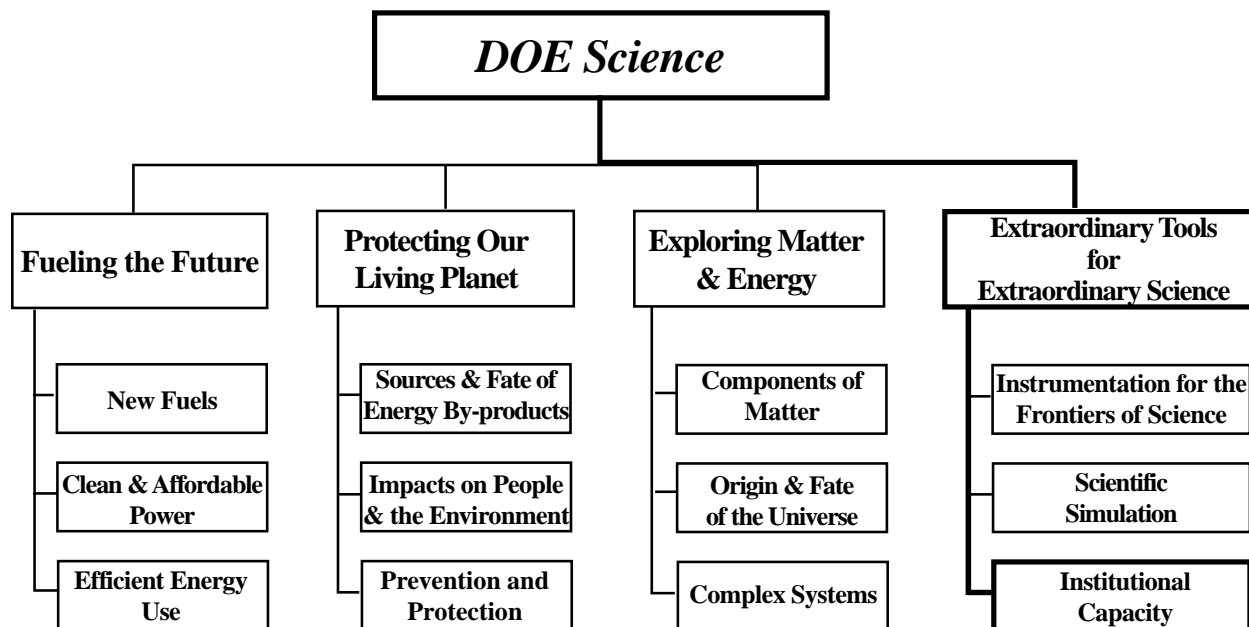 DOE Science
Fueling the Future
Protecting Our
Living Planet
Exploring Matter
& Energy
Extraordinary Tools
for
Extraordinary Science
New Fuels
Clean & Affordable
Power
Efficient Energy
Use
Sources & Fate of
Energy By-products
Impacts on People
& the Environment
Prevention and
Protection
Components of
Matter
Origin & Fate
of the Universe
Complex Systems
Instrumentation for the
Frontiers of Science
Scientific
Simulation
Institutional
Capacity